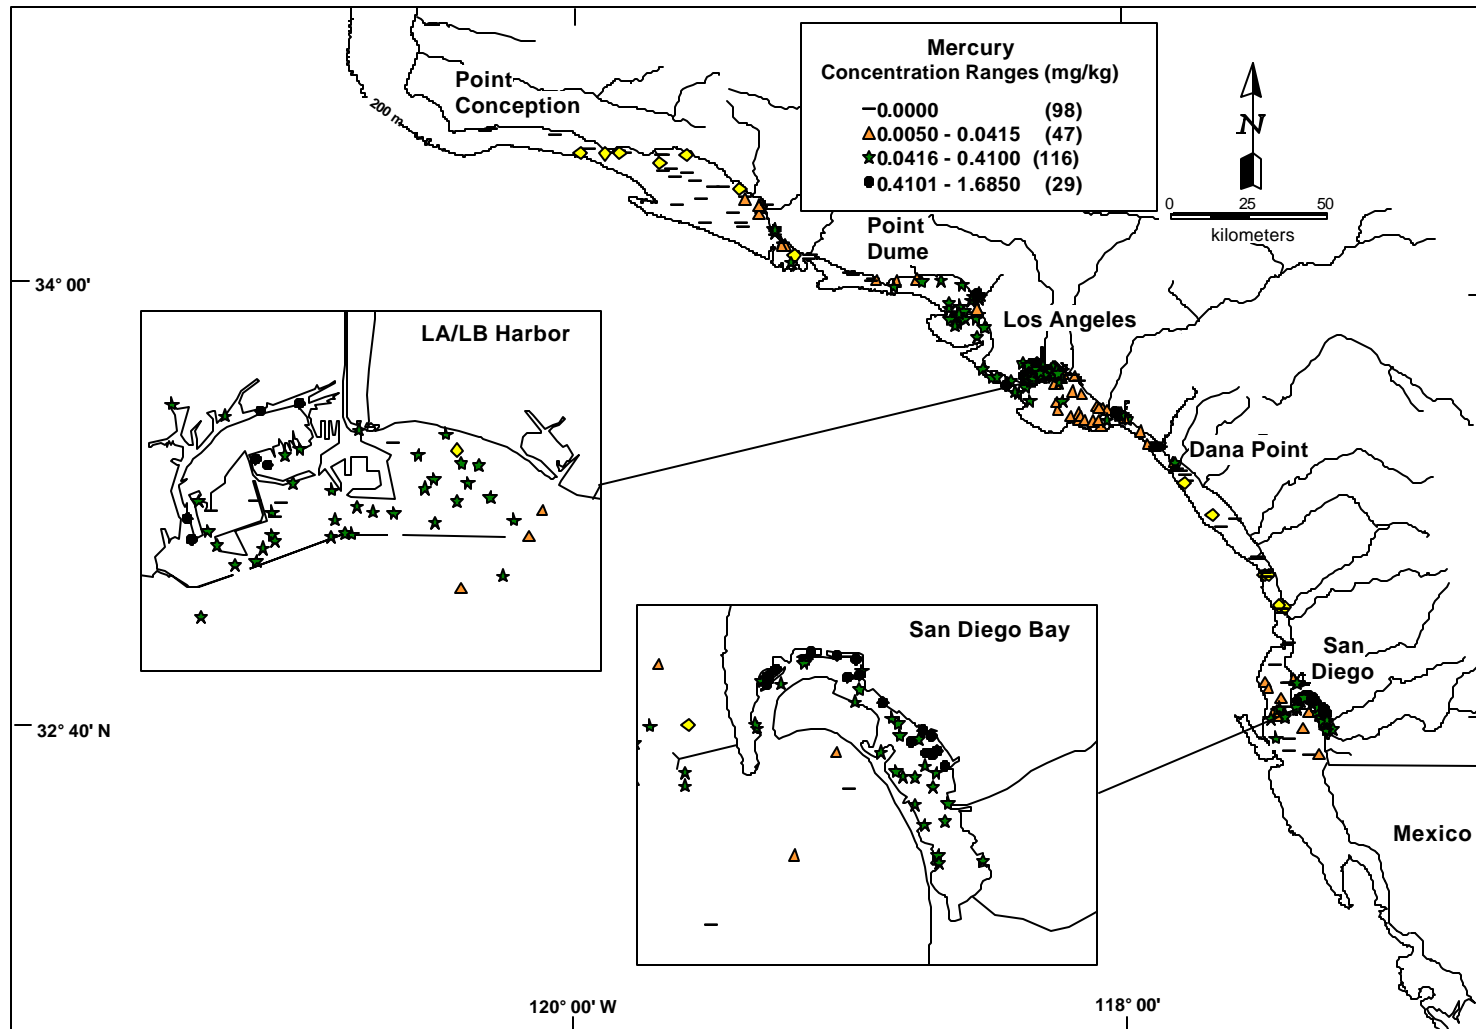 Mercury
Concentration Ranges (mg/kg)
0.0000 (98)
0.0050 - 0.0415 (47)
0.0416 - 0.4100 (116)
0.4101 - 1.6850 (29)
Point
Conception
200 m
N
0 25 50
kilometers
Point
Dume
34° 00'
LA/LB Harbor
Los Angeles
Dana Point
San Diego Bay
San
Diego
32° 40' N
Mexico
120° 00' W
118° 00'